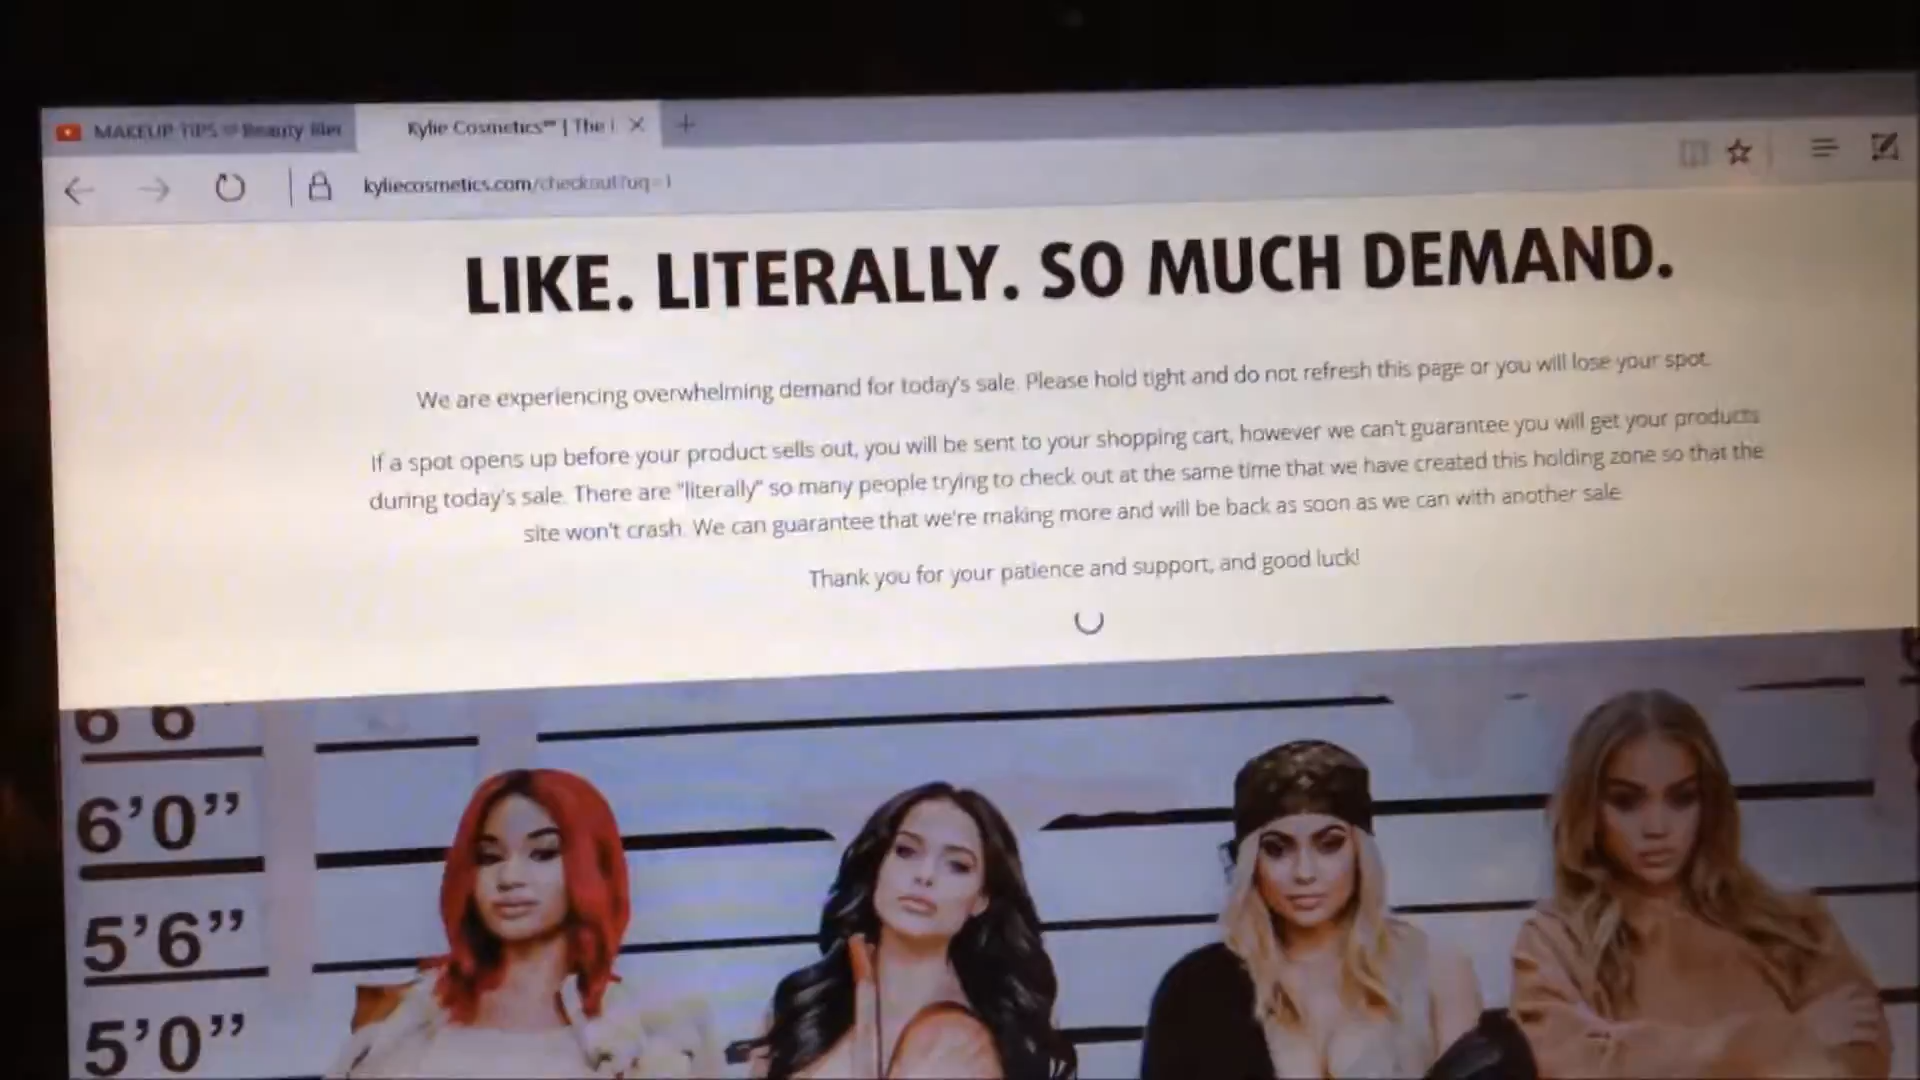 MAKEUP TIPS
Kylie Cosmetics℠ | The
kyliecosmetics.com/checkout?uq=1
LIKE. LITERALLY. SO MUCH DEMAND.
We are experiencing overwhelming demand for today's sale. Please hold tight and do not refresh this page or you will lose your spot.
If a spot opens up before your product sells out, you will be sent to your shopping cart, however we can't guarantee you will get your products
during today's sale. There are "literally" so many people trying to check out at the same time that we have created this holding zone so that the
site won't crash. We can guarantee that we're making more and will be back as soon as we can with another sale.
Thank you for your patience and support, and good luck!
6'0”
5'6”
5'0”